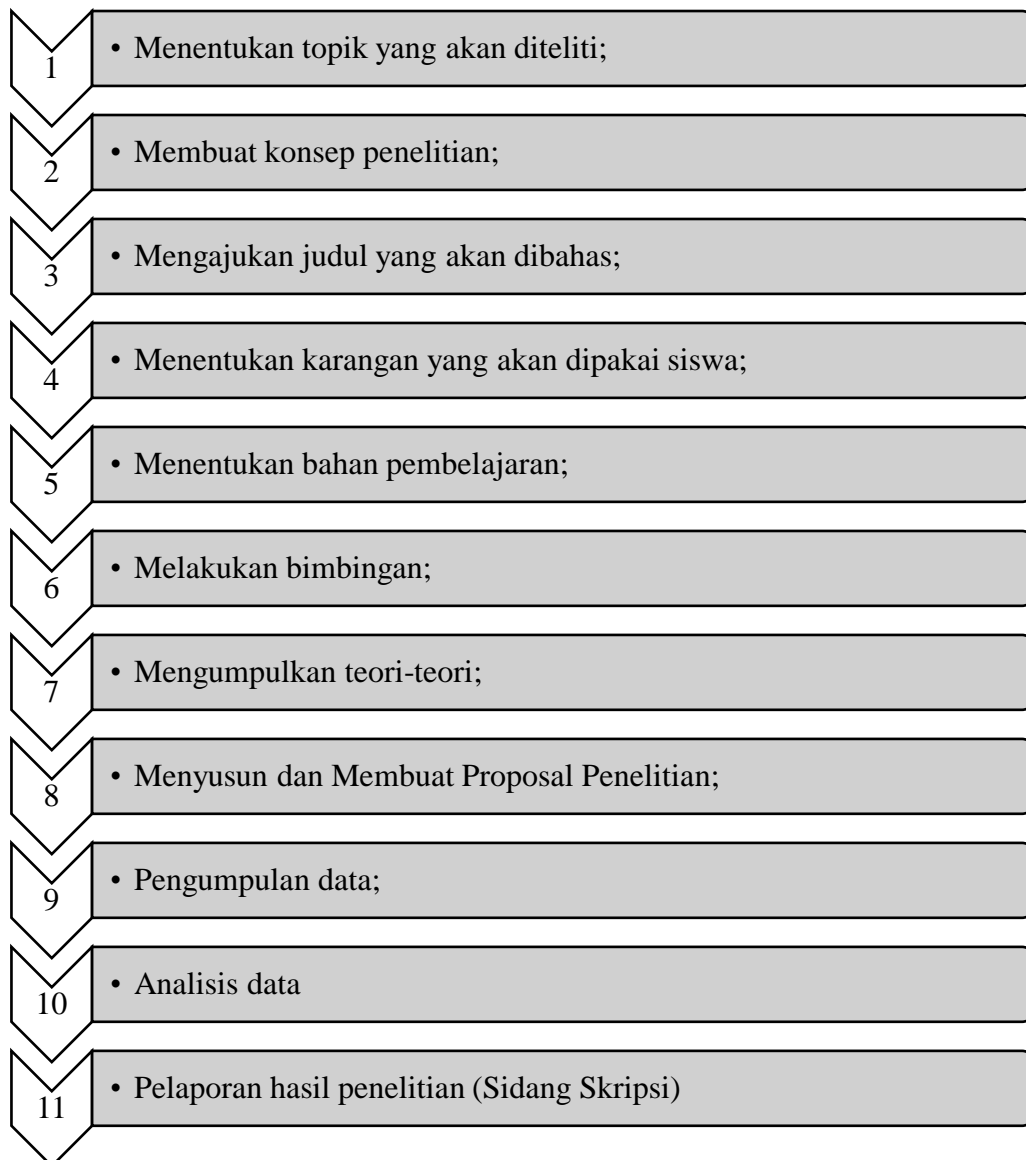 1
• Menentukan topik yang akan diteliti;
2
• Membuat konsep penelitian;
3
• Mengajukan judul yang akan dibahas;
4
• Menentukan karangan yang akan dipakai siswa;
5
• Menentukan bahan pembelajaran;
6
• Melakukan bimbingan;
7
• Mengumpulkan teori-teori;
8
• Menyusun dan Membuat Proposal Penelitian;
9
• Pengumpulan data;
10
• Analisis data
11
• Pelaporan hasil penelitian (Sidang Skripsi)